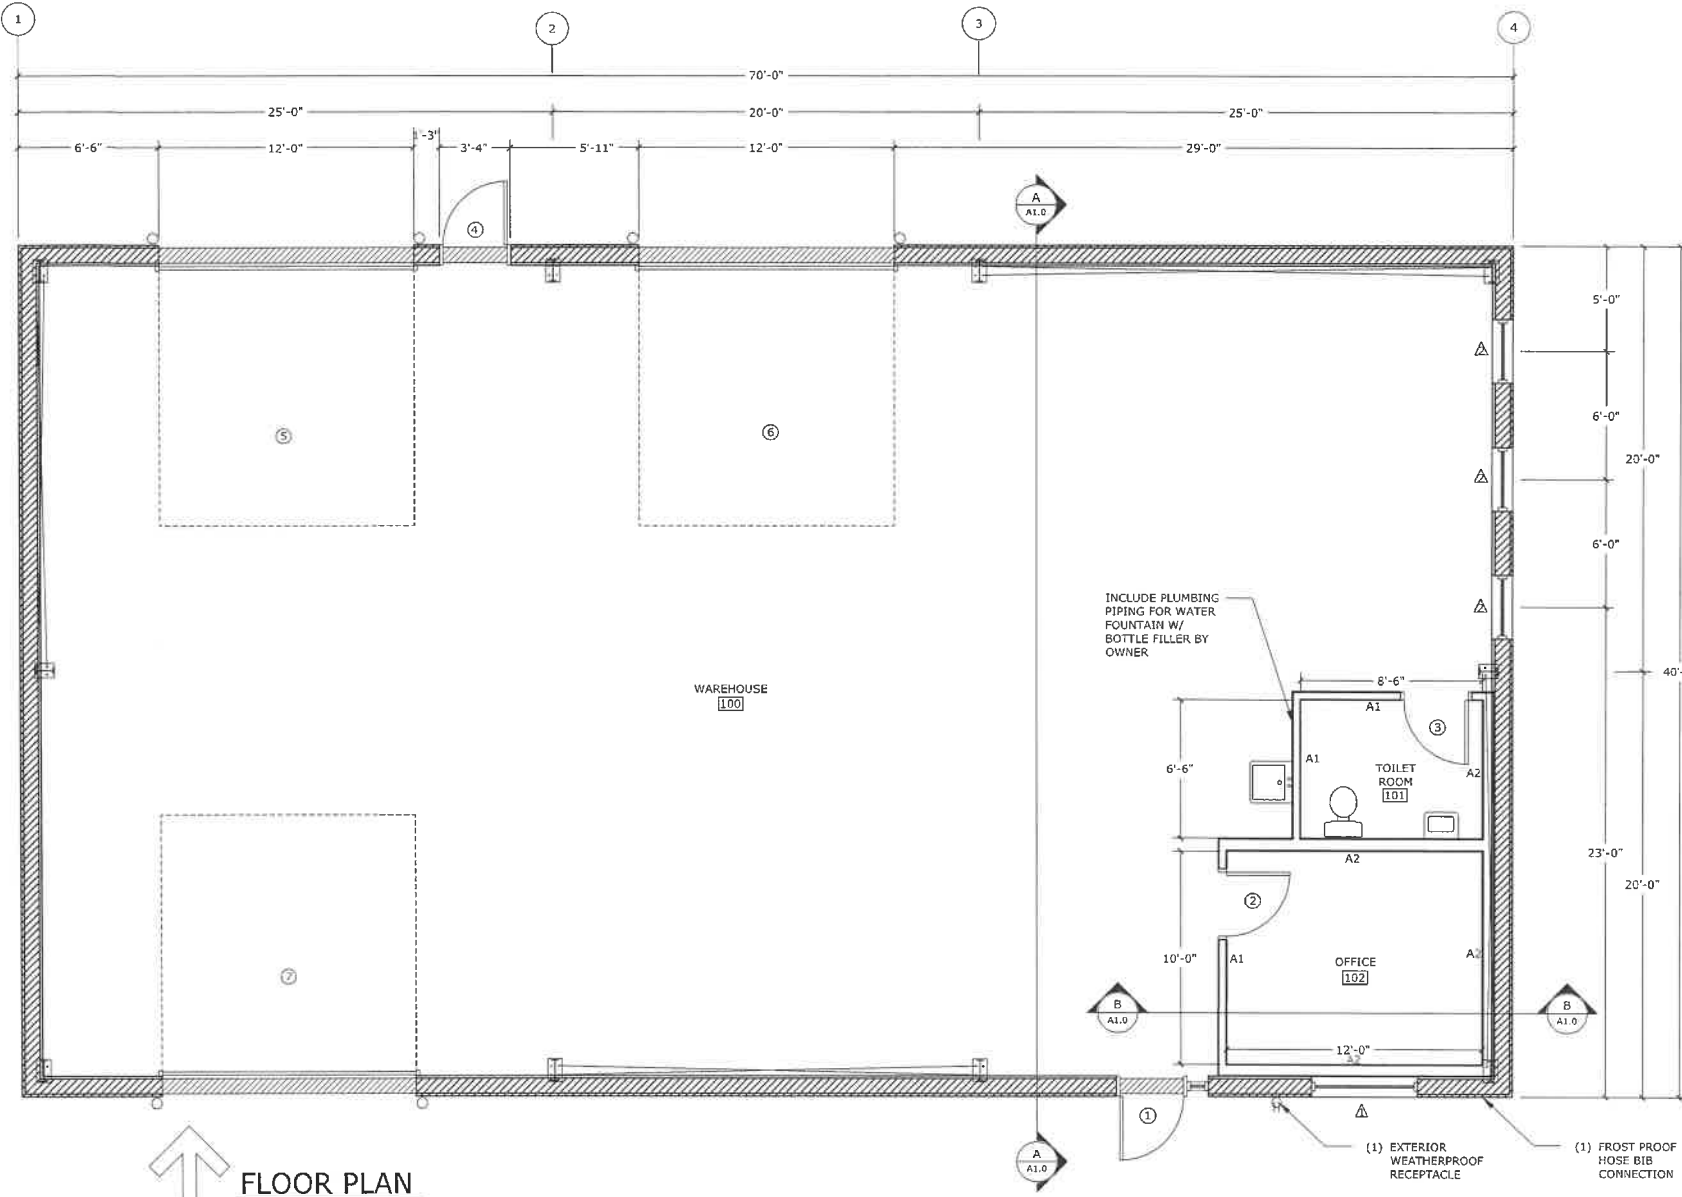 1
2
3
4
70'-0"
25'-0"
20'-0"
25'-0"
6'-6"
12'-0"
1'-3"
3'-4"
5'-11"
12'-0"
29'-0"
A
A1.0
4
5'-0"
2
5
6
6'-0"
20'-0"
2
6'-0"
INCLUDE PLUMBING
PIPING FOR WATER
FOUNTAIN W/
BOTTLE FILLER BY
OWNER
2
WAREHOUSE
100
8'-6"
40'-
A1
3
A1
6'-6"
TOILET
ROOM
101
A2
A2
23'-0"
20'-0"
2
10'-0"
A1
OFFICE
102
A2
7
B
A1.0
B
A1.0
12'-0"
A2
1
1
A
A1.0
(1) EXTERIOR
WEATHERPROOF
RECEPTACLE
(1) FROST PROOF
HOSE BIB
CONNECTION
FLOOR PLAN